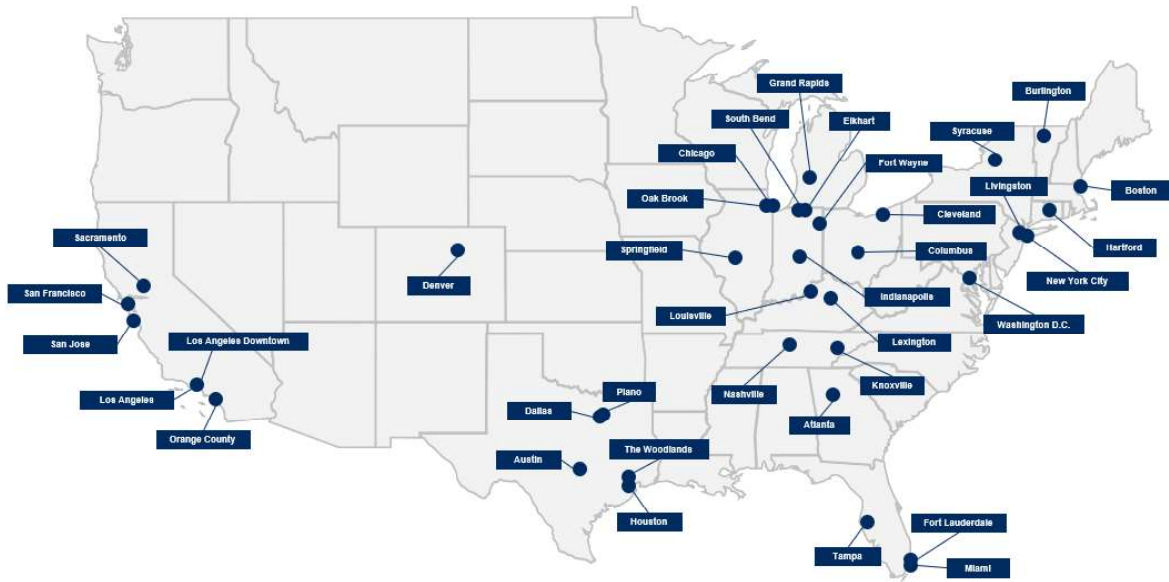 Grand Rapids
Burlington
South Bend
Elkhart
Syracuse
Chicago
Fort Wayne
Livingston
Boston
Oak Brook
Cleveland
Sacramento
Springfield
Columbus
Hartford
Denver
New York City
San Francisco
Indianapolis
Louisville
Washington D.C.
San Jose
Los Angeles Downtown
Lexington
Knoxville
Nashville
Plano
Los Angeles
Dallas
Atlanta
Orange County
The Woodlands
Austin
Houston
Fort Lauderdale
Tampa
Miami